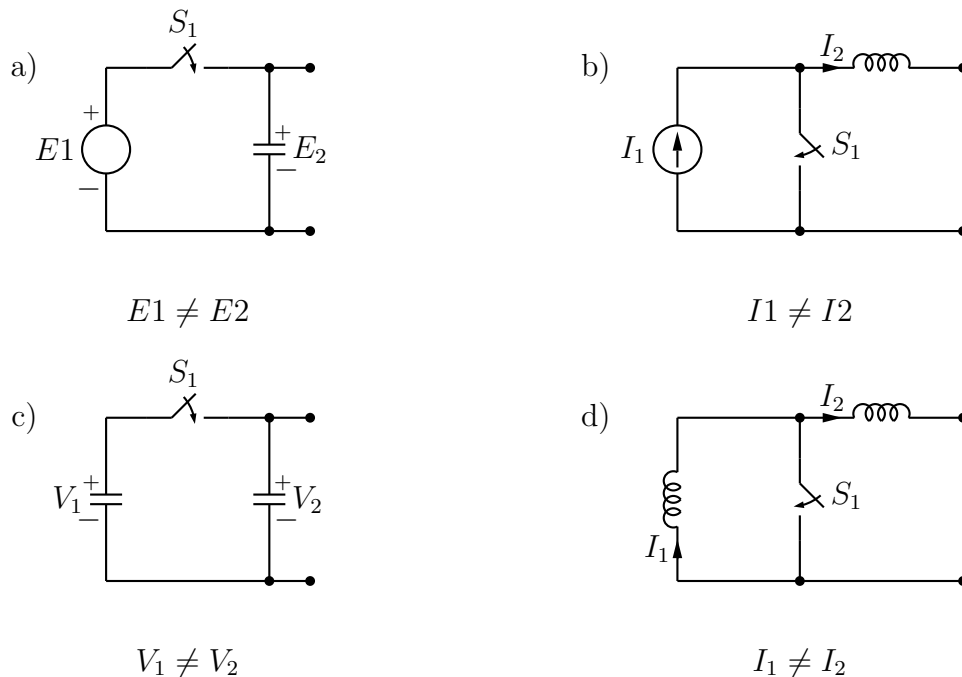 a)
S₁
+
E1
−
+
E₂
−
E1 ≠ E2
b)
I₂
I₁
S₁
I1 ≠ I2
c)
S₁
+
V₁
−
+
V₂
−
V₁ ≠ V₂
d)
I₂
S₁
I₁
I₁ ≠ I₂